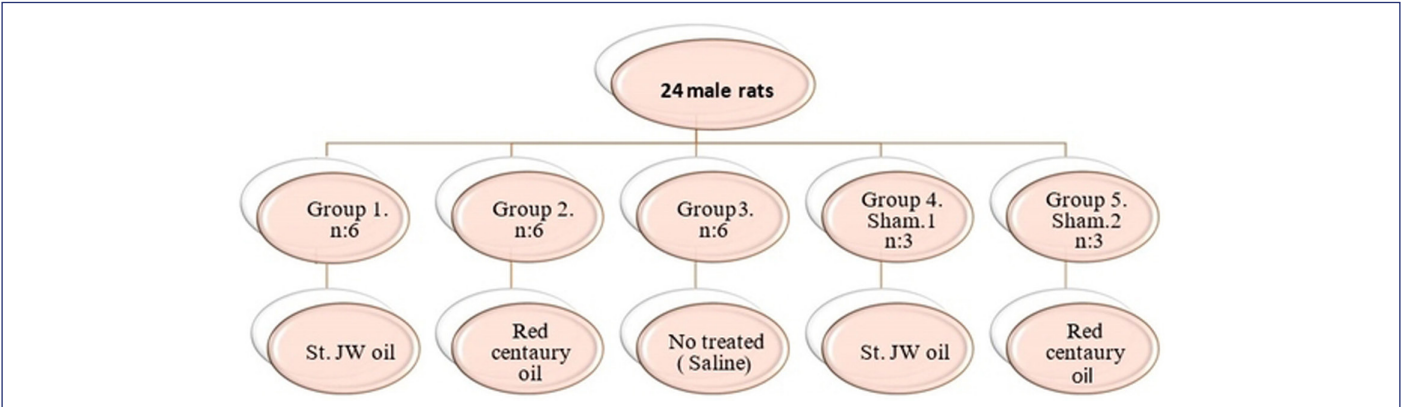 24 male rats
Group 1.
n:6
Group 2.
n:6
Group3.
n:6
Group 4.
Sham.1
n:3
Group 5.
Sham.2
n:3
St. JW oil
Red
centaury
oil
No treated
( Saline)
St. JW oil
Red
centaury
oil